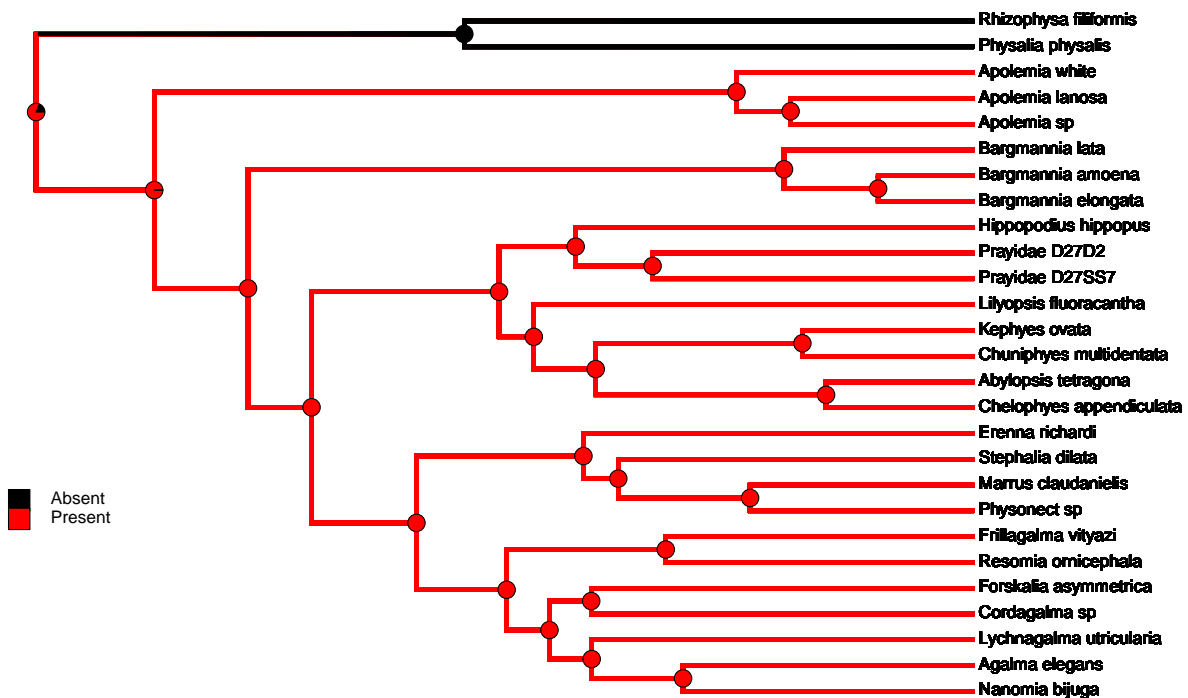 Rhizophysa filiformis
Physalia physalis
Apolemia white
Apolemia lanosa
Apolemia sp
Bargmannia lata
Bargmannia amoena
Bargmannia elongata
Hippopodius hippopus
Prayidae D27D2
Prayidae D27SS7
Lilyopsis fluoracantha
Kephyes ovata
Chuniphyes multidentata
Abylopsis tetragona
Chelophyes appendiculata
Erenna richardi
Stephalia dilata
Marrus claudanielis
Physonect sp
Frillagalma vityazi
Resomia ornicephala
Forskalia asymmetrica
Cordagalma sp
Lychnagalma utricularia
Agalma elegans
Nanomia bijuga
Absent
Present